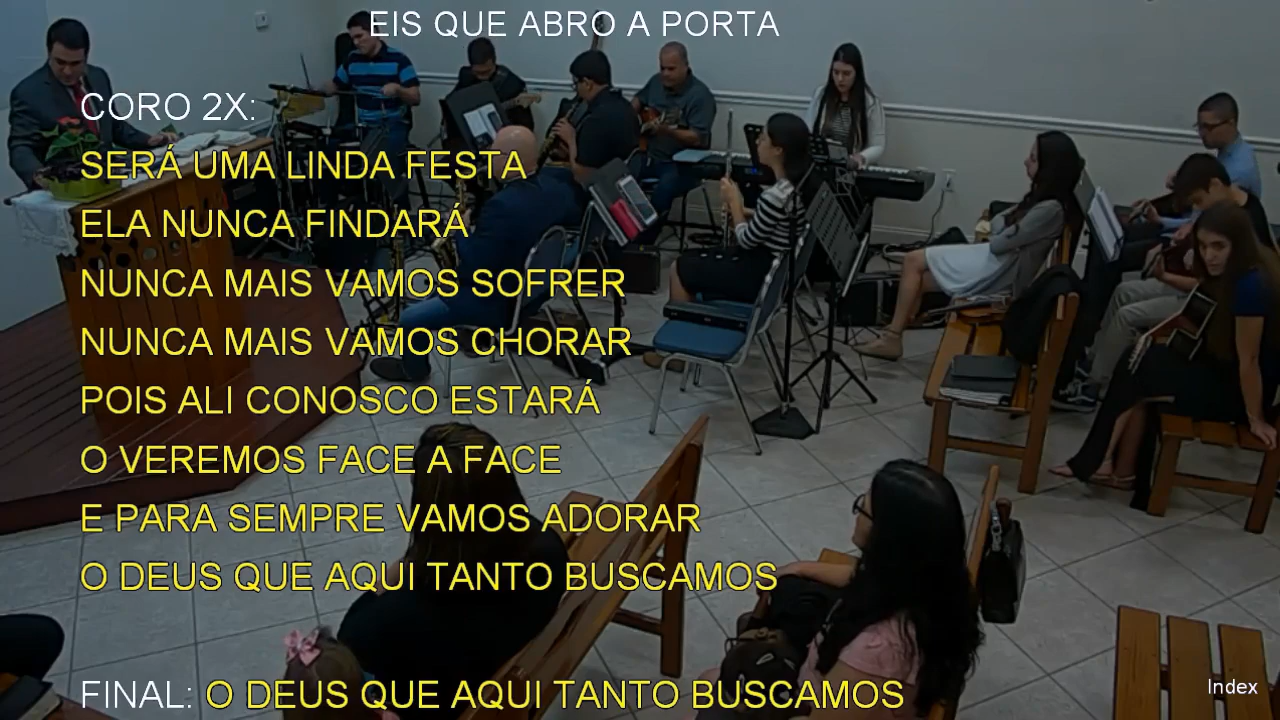 EIS QUE ABRO A PORTA
CORO 2X:
SERÁ UMA LINDA FESTA
ELA NUNCA FINDARÁ
NUNCA MAIS VAMOS SOFRER
NUNCA MAIS VAMOS CHORAR
POIS ALI CONOSCO ESTARÁ
O VEREMOS FACE A FACE
E PARA SEMPRE VAMOS ADORAR
O DEUS QUE AQUI TANTO BUSCAMOS
FINAL: O DEUS QUE AQUI TANTO BUSCAMOS
Index